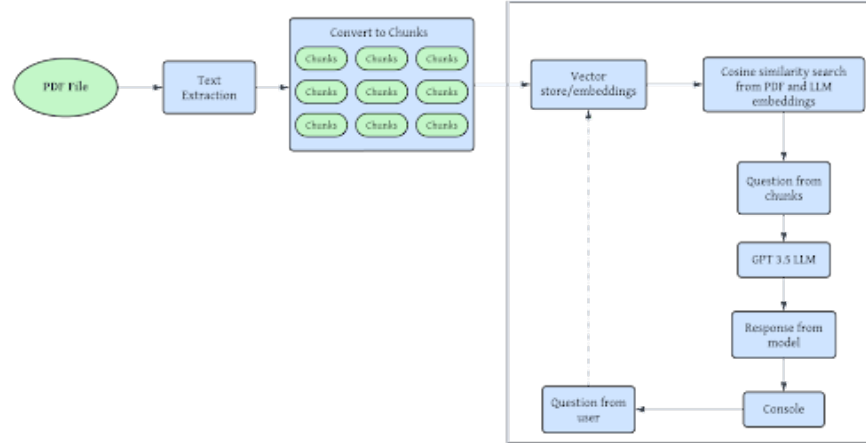 PDF File
Text
Extraction
Convert to Chunks
Chunks Chunks Chunks
Chunks Chunks Chunks
Chunks Chunks Chunks
Vector
store/embeddings
Cosine similarity search
from PDF and LLM
embeddings
Question from
chunks
GPT 3.5 LLM
Response from
model
Console
Question from
user